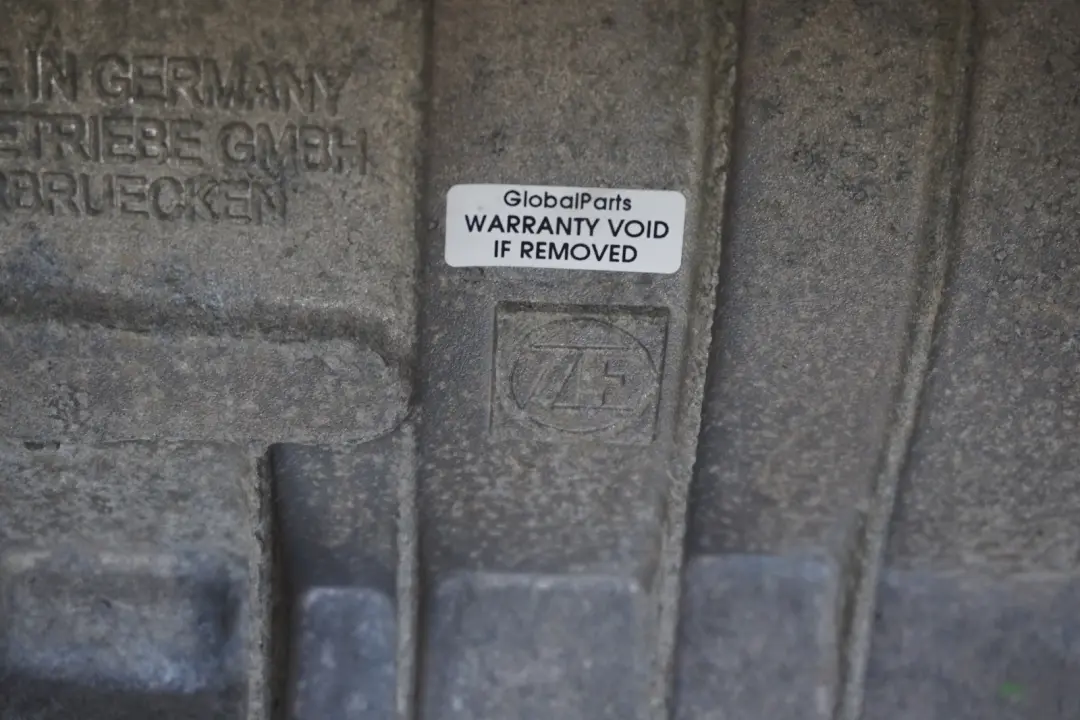 E IN GERMANY
ETRIEBE GMBH
RBRUECKEN
GlobalParts
WARRANTY VOID
IF REMOVED
ZF